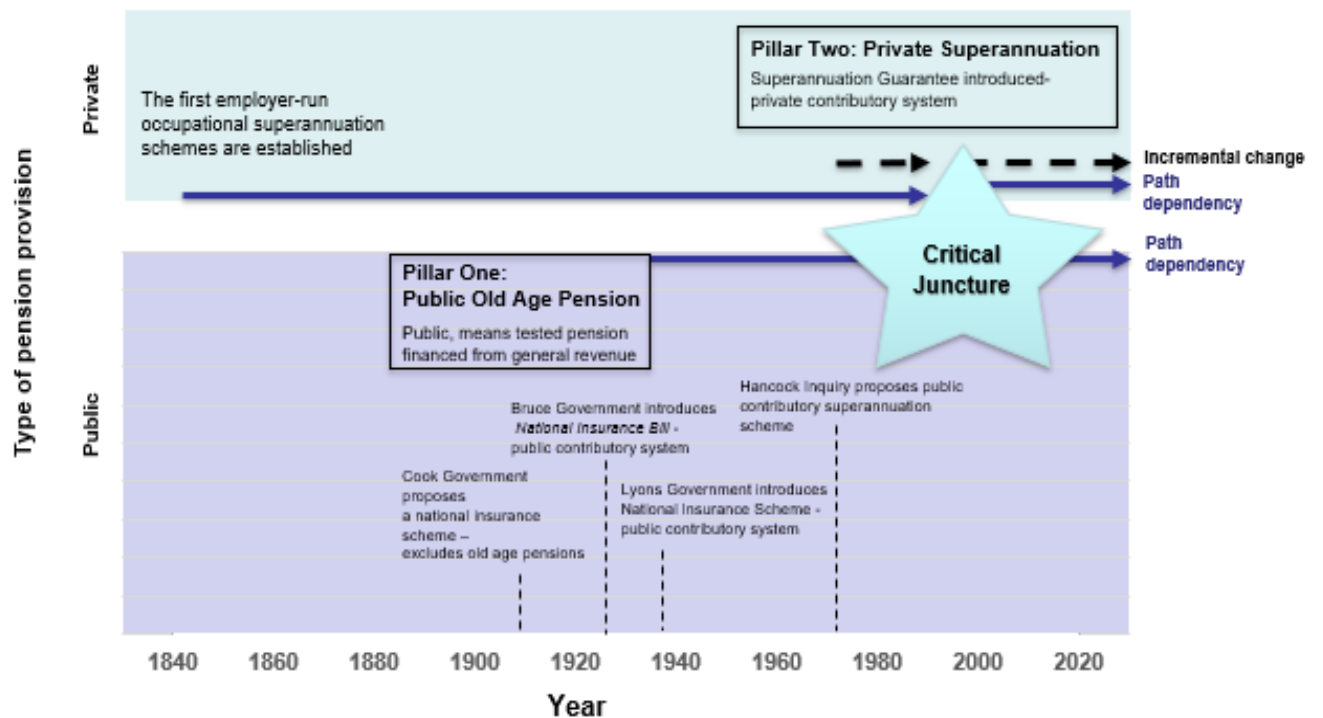 Type of pension provision
Private
Public
The first employer-run
occupational superannuation
schemes are established
Pillar Two: Private Superannuation
Superannuation Guarantee introduced-
private contributory system
Incremental change
Path
dependency
Path
dependency
Critical
Juncture
Pillar One:
Public Old Age Pension
Public, means tested pension
financed from general revenue
Hancock Inquiry proposes public
contributory superannuation
scheme
Bruce Government introduces
National Insurance Bill -
public contributory system
Cook Government
proposes
a national insurance
scheme –
excludes old age pensions
Lyons Government introduces
National Insurance Scheme -
public contributory system
1840 1860 1880 1900 1920 1940 1960 1980 2000 2020
Year